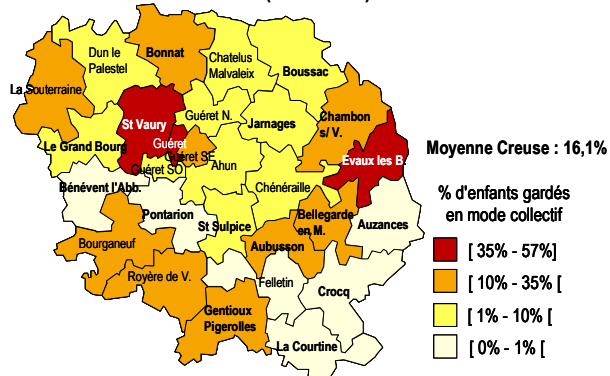 Dun le
Palestel
Bonnat
Chatelus
Malvaleix
Boussac
La Souterraine
St Vaury
Guéret N.
Jarnages
Chambon
s/ V.
Le Grand Bourg
Guéret
Guéret SE
Guéret SO
Ahun
Evaux les B.
Bénévent l'Abb.
Chénéraille
Pontarion
St Sulpice
Bellegarde
en M.
Auzances
Bourganeuf
Aubusson
Royère de V.
Felletin
Crocq
Gentioux
Pigerolles
La Courtine
Moyenne Creuse : 16,1%
% d'enfants gardés
en mode collectif
[ 35% - 57%]
[ 10% - 35% [
[ 1% - 10% [
[ 0% - 1% [